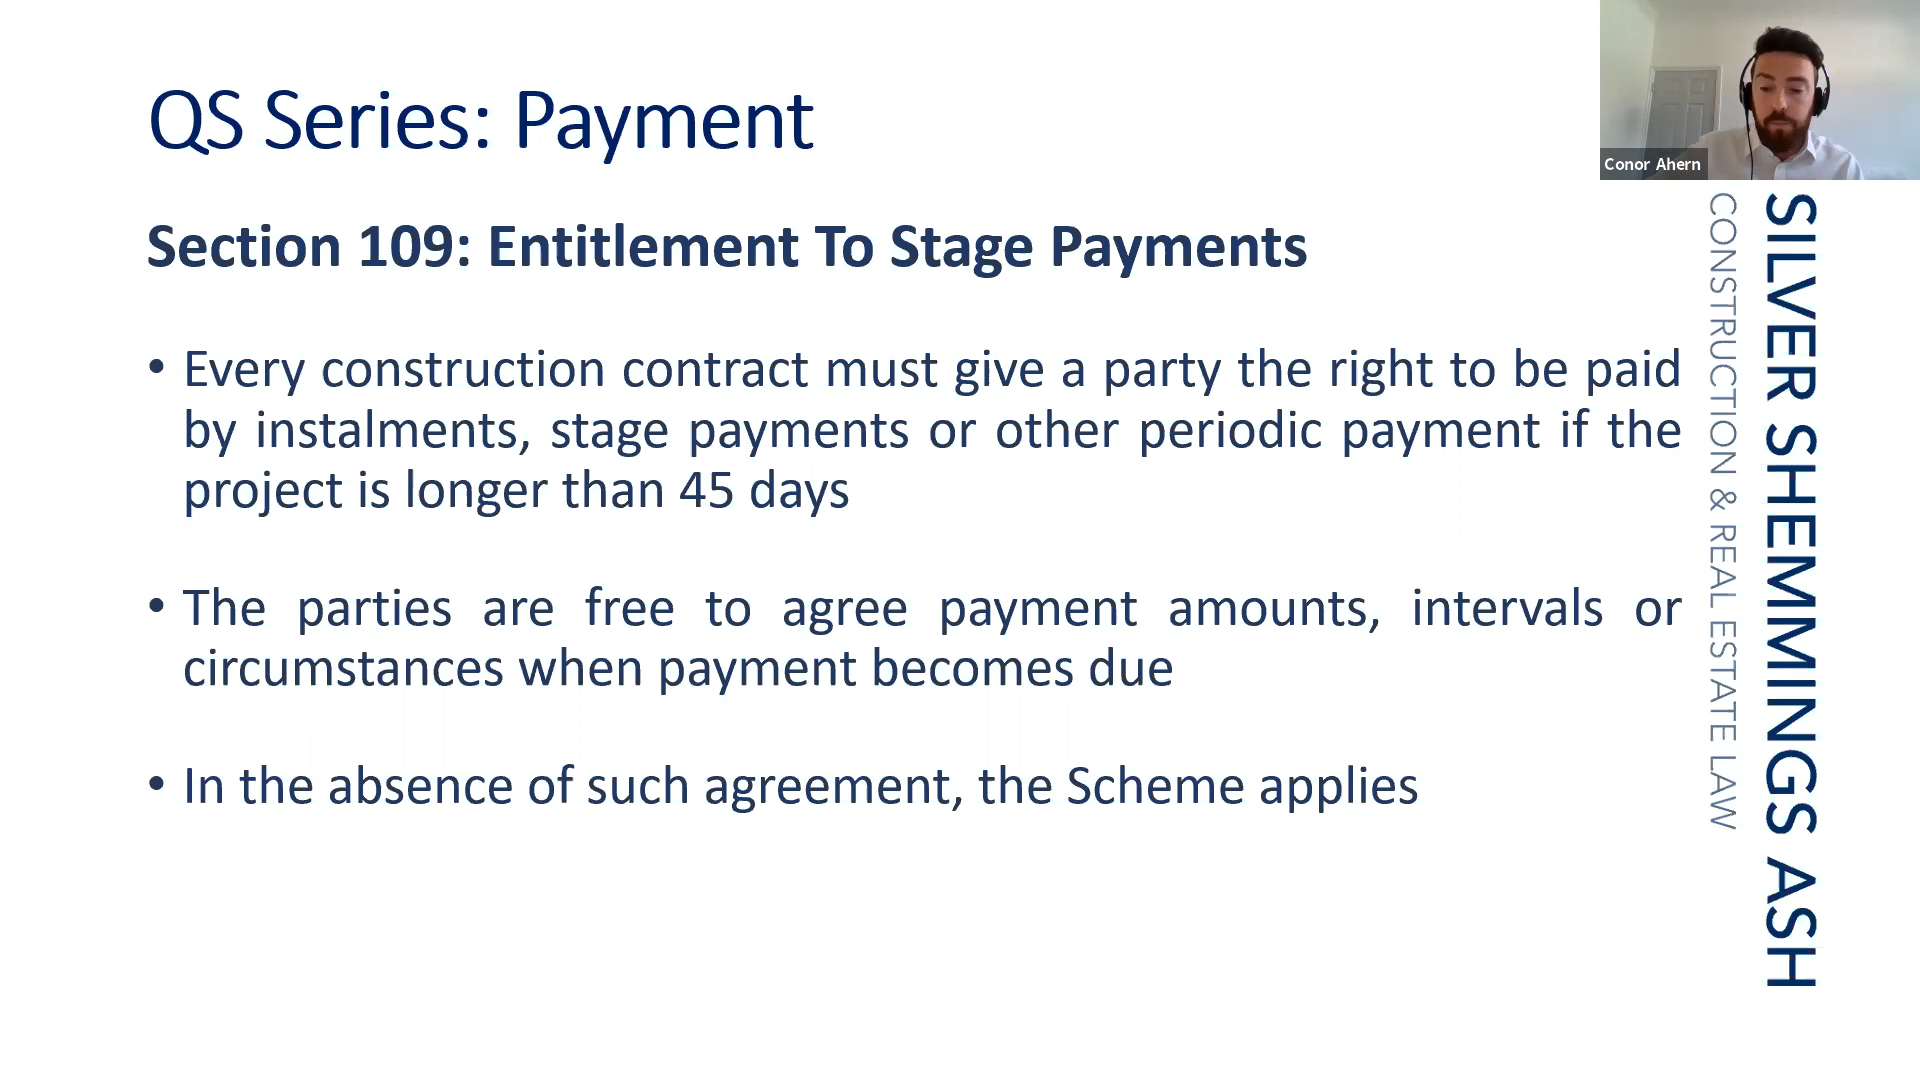 QS Series: Payment
Conor Ahern
Section 109: Entitlement To Stage Payments
• Every construction contract must give a party the right to be paid
by instalments, stage payments or other periodic payment if the
project is longer than 45 days
• The parties are free to agree payment amounts, intervals or
circumstances when payment becomes due
• In the absence of such agreement, the Scheme applies
SILVER SHEMMINGS ASH
CONSTRUCTION & REAL ESTATE LAW